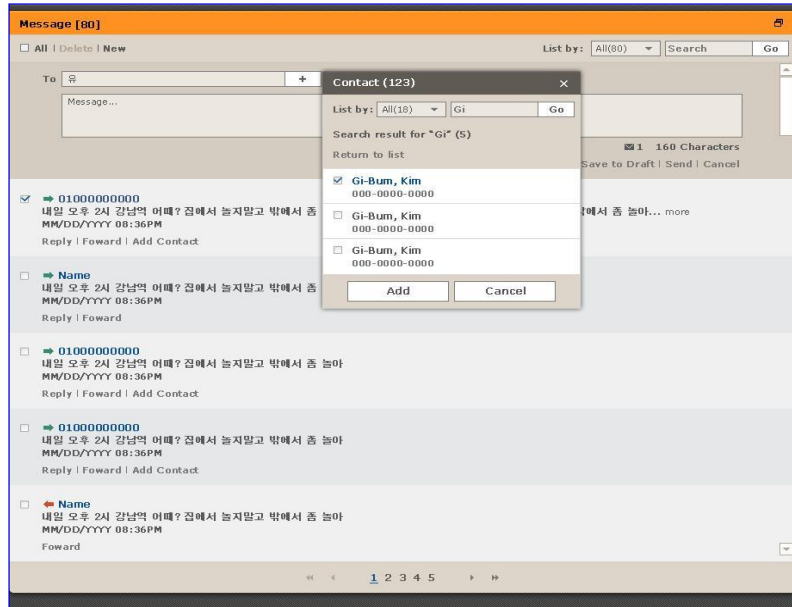 Message [80]
All | Delete | New
List by: All(80) Search Go
To 유 +
Message...
1 160 Characters
Save to Draft | Send | Cancel
Contact (123) ×
List by: All(18) Gi Go
Search result for "Gi" (5)
Return to list
Gi-Bum, Kim
000-0000-0000
Gi-Bum, Kim
000-0000-0000
Gi-Bum, Kim
000-0000-0000
Add Cancel
01000000000
내일 오후 2시 강남역 어때? 집에서 놀지말고 밖에서 좀 밖에서 좀 놀아... more
MM/DD/YYYY 08:36PM
Reply | Foward | Add Contact
Name
내일 오후 2시 강남역 어때? 집에서 놀지말고 밖에서 좀
MM/DD/YYYY 08:36PM
Reply | Foward
01000000000
내일 오후 2시 강남역 어때? 집에서 놀지말고 밖에서 좀 놀아
MM/DD/YYYY 08:36PM
Reply | Foward | Add Contact
01000000000
내일 오후 2시 강남역 어때? 집에서 놀지말고 밖에서 좀 놀아
MM/DD/YYYY 08:36PM
Reply | Foward | Add Contact
Name
내일 오후 2시 강남역 어때? 집에서 놀지말고 밖에서 좀 놀아
MM/DD/YYYY 08:36PM
Foward
1 2 3 4 5